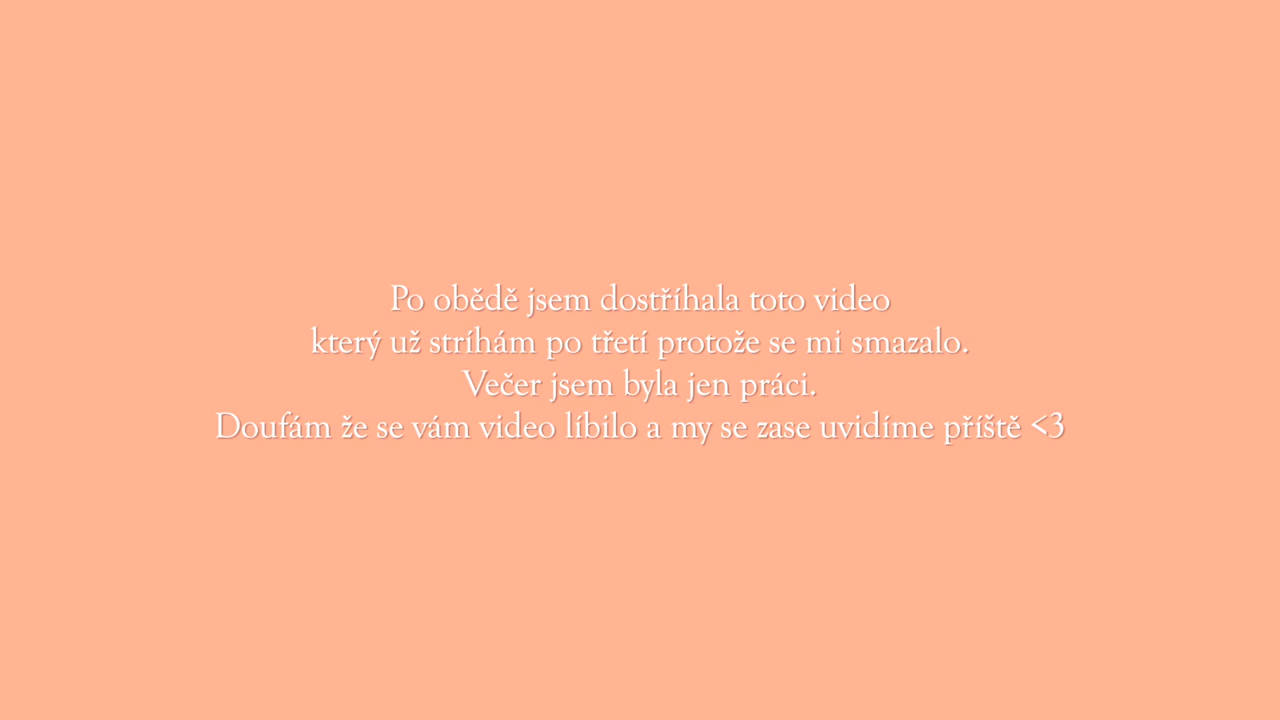 Po obědě jsem dostříhala toto video
který už stríhám po třetí protože se mi smazalo.
Večer jsem byla jen práci.
Doufám že se vám video líbilo a my se zase uvidíme příště <3